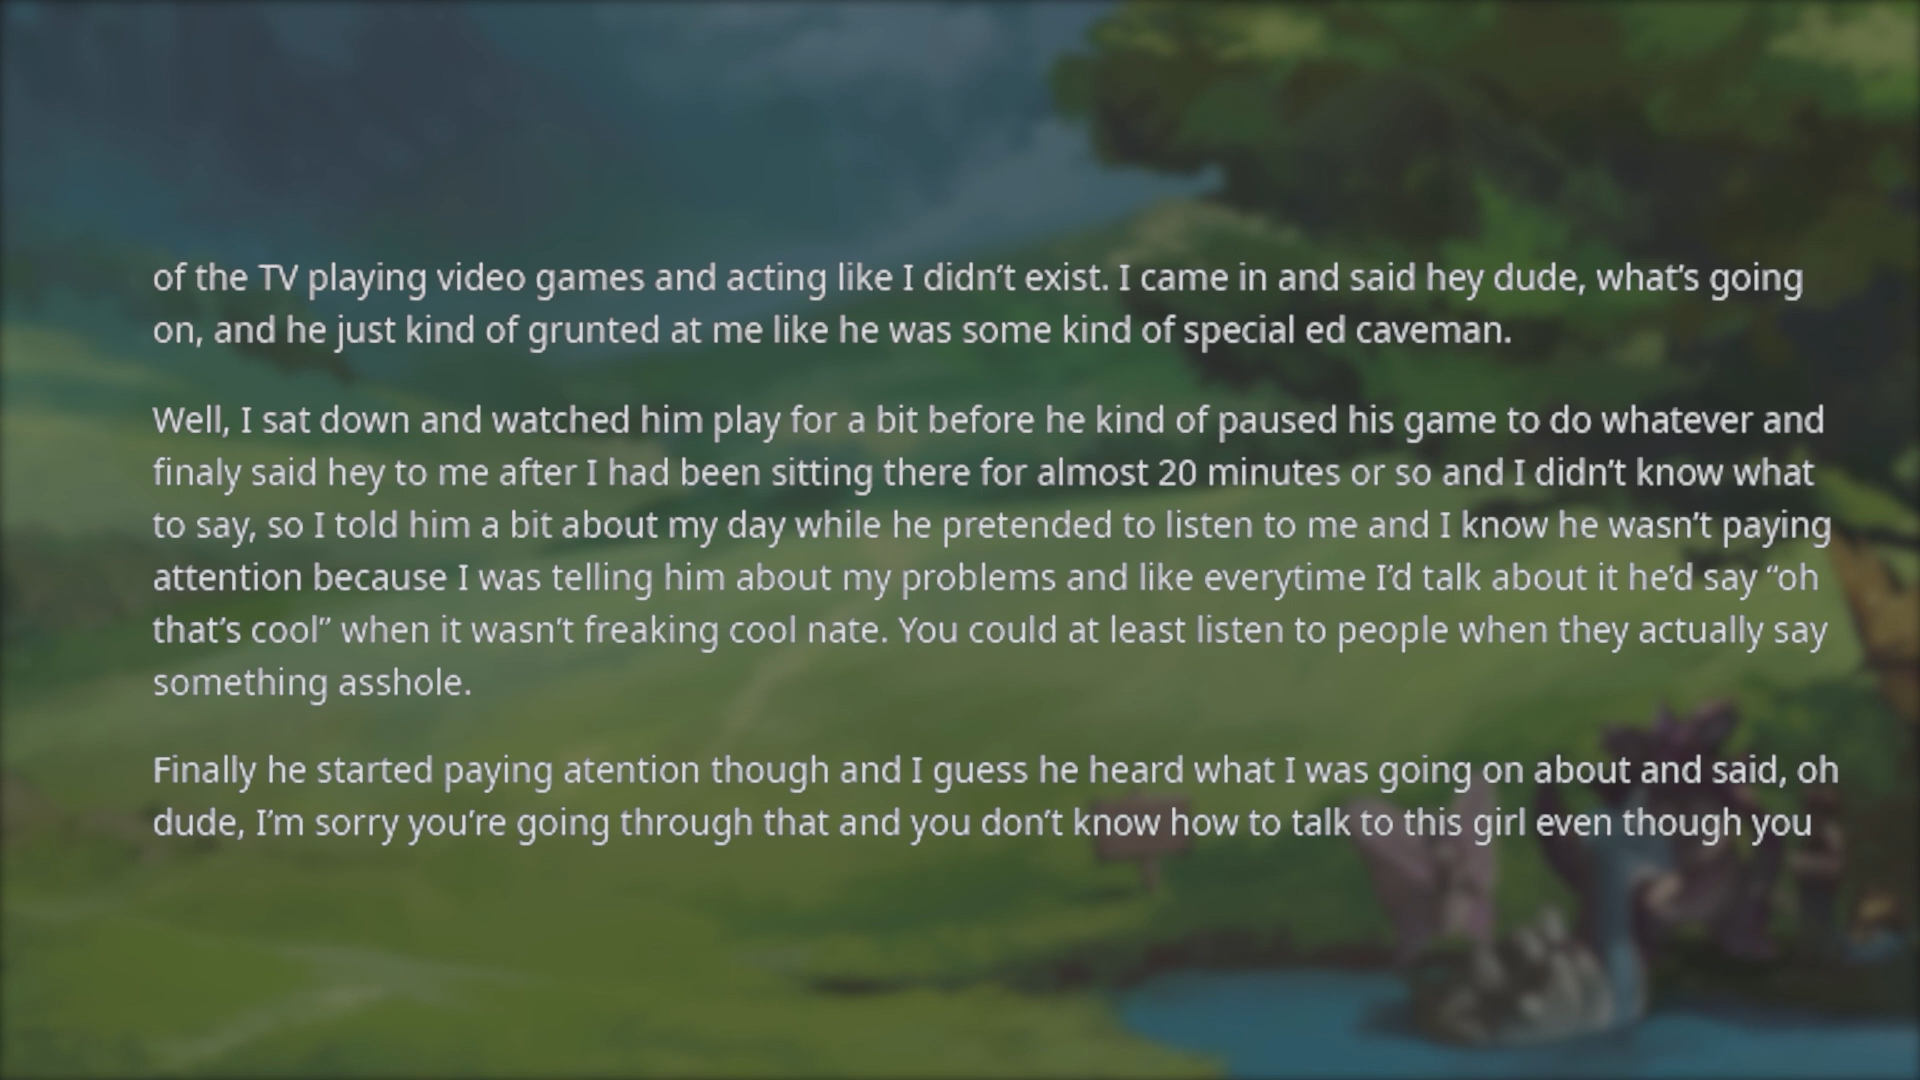 of the TV playing video games and acting like I didn’t exist. I came in and said hey dude, what’s going
on, and he just kind of grunted at me like he was some kind of special ed caveman.
Well, I sat down and watched him play for a bit before he kind of paused his game to do whatever and
finaly said hey to me after I had been sitting there for almost 20 minutes or so and I didn’t know what
to say, so I told him a bit about my day while he pretended to listen to me and I know he wasn’t paying
attention because I was telling him about my problems and like everytime I’d talk about it he’d say “oh
that’s cool” when it wasn’t freaking cool nate. You could at least listen to people when they actually say
something asshole.
Finally he started paying atention though and I guess he heard what I was going on about and said, oh
dude, I’m sorry you’re going through that and you don’t know how to talk to this girl even though you